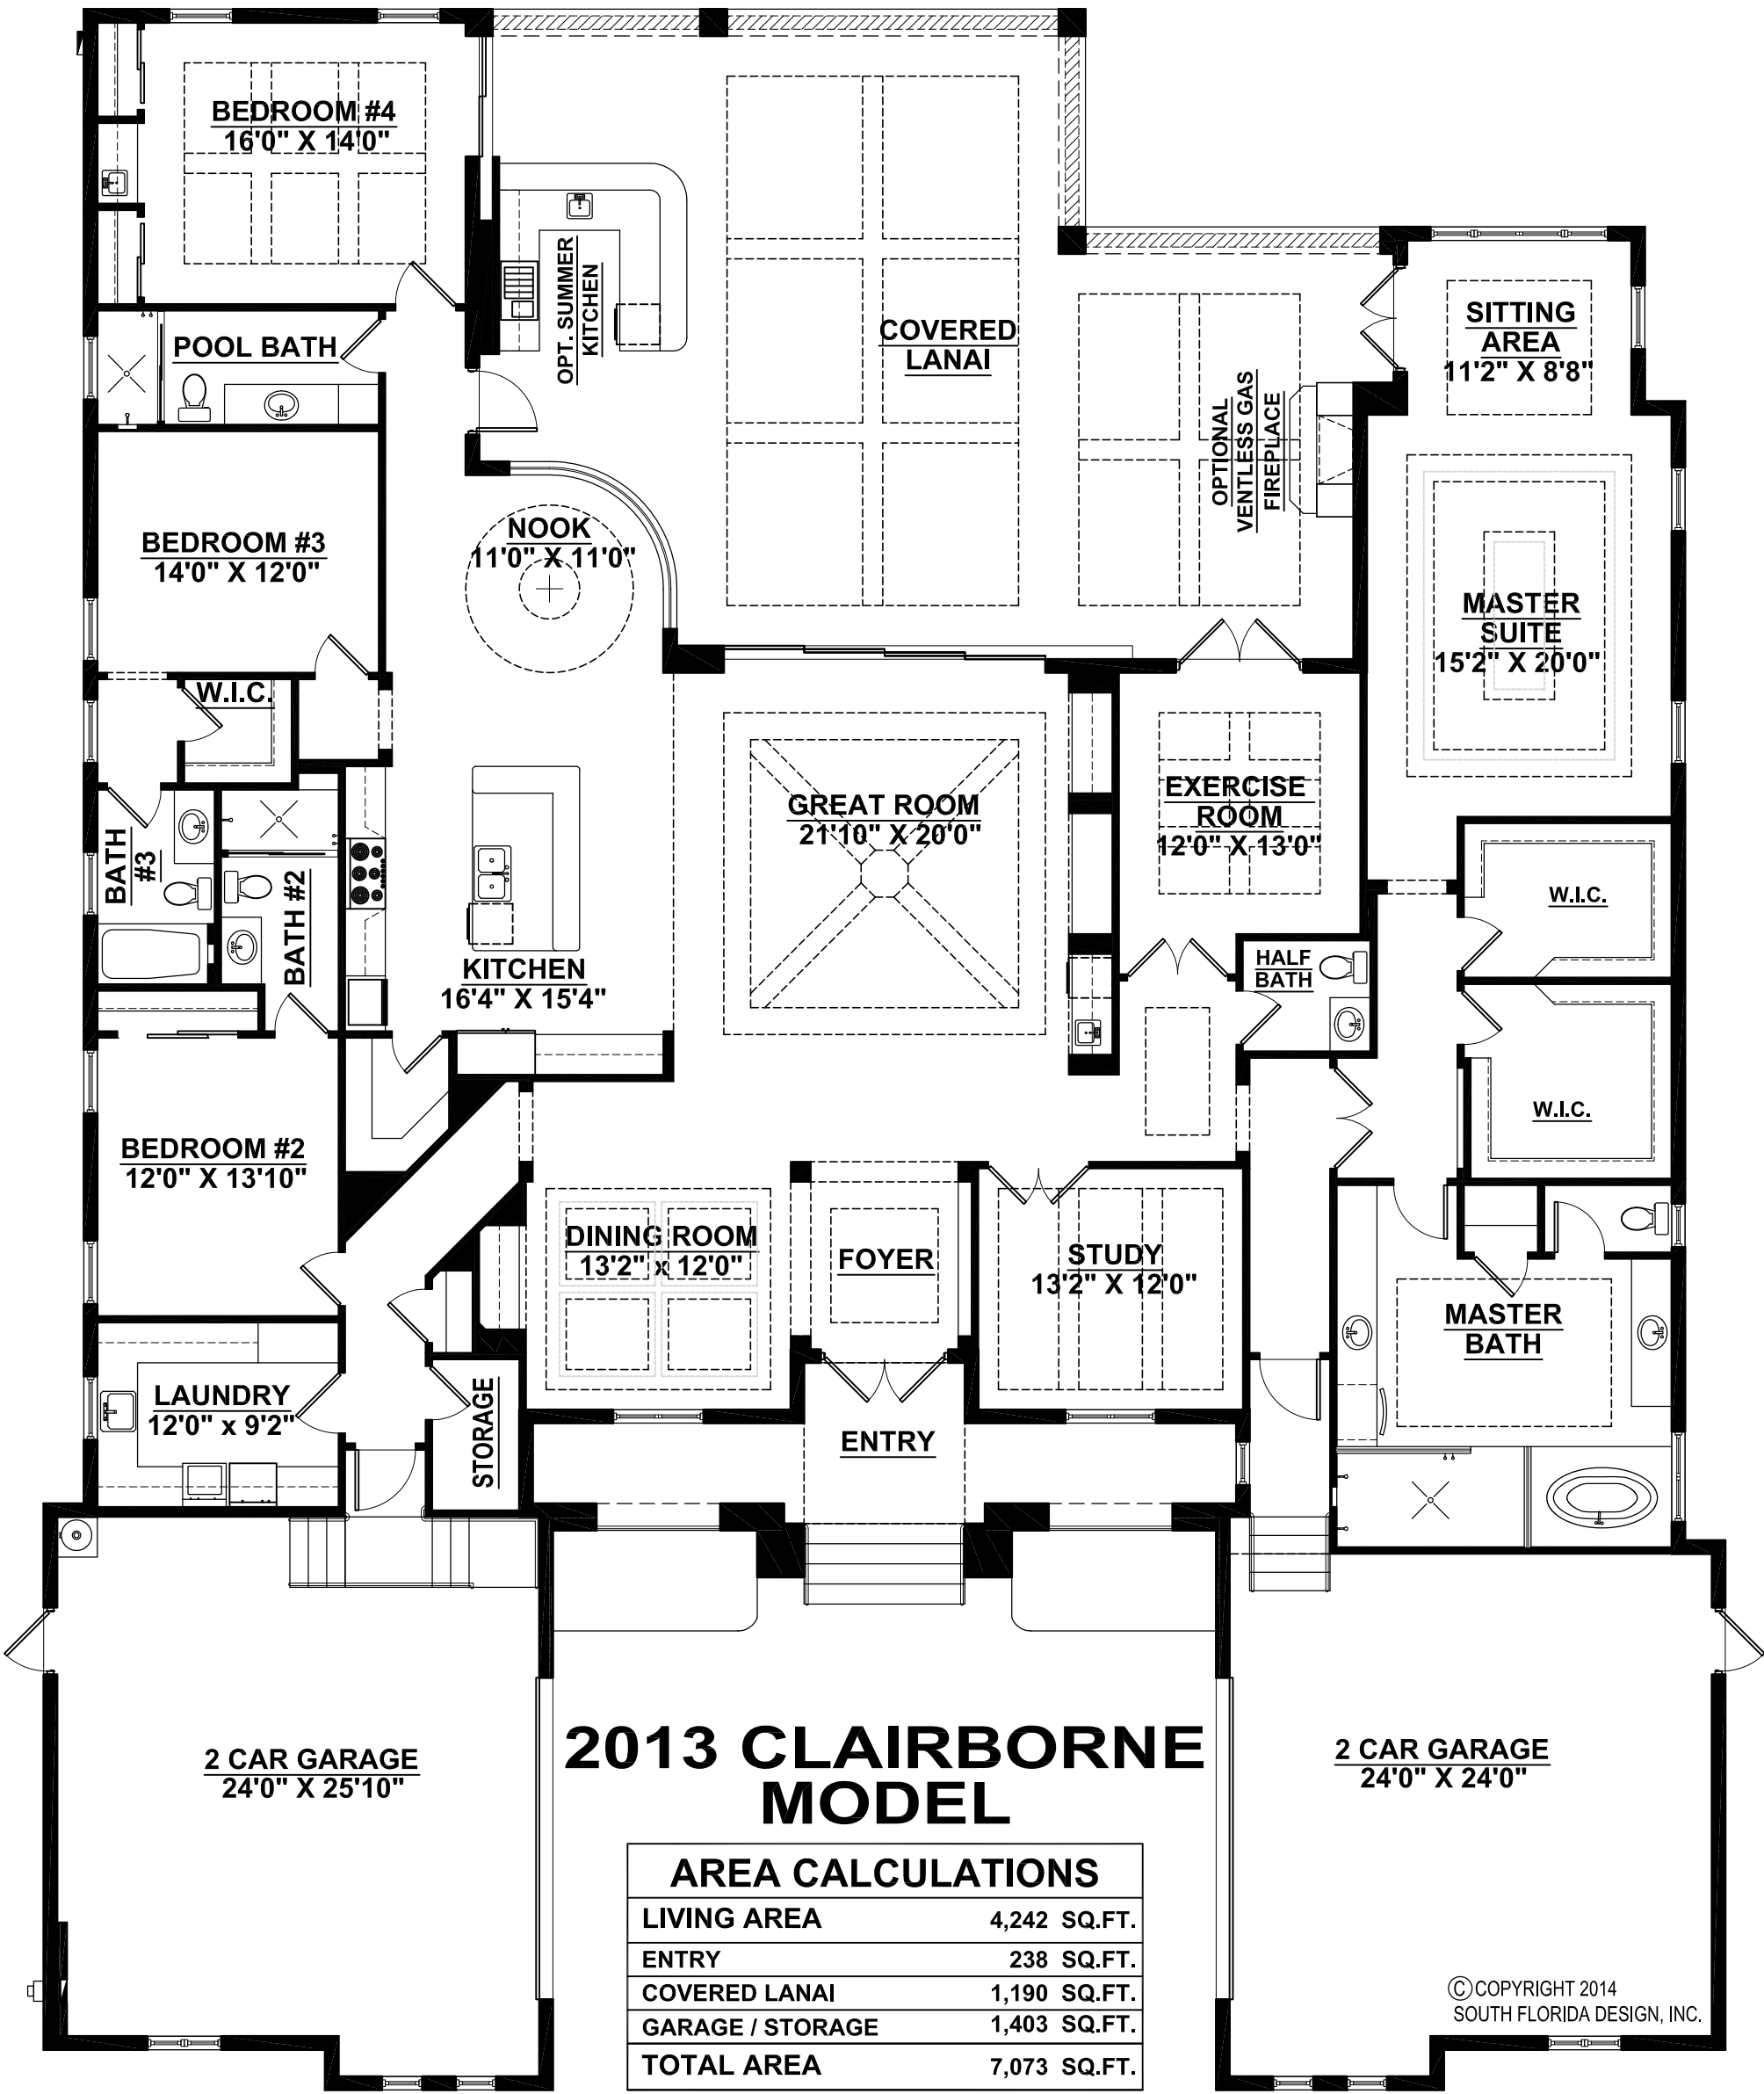 BEDROOM #4
16'0" X 14'0"
OPT. SUMMER
KITCHEN
COVERED
LANAI
SITTING
AREA
11'2" X 8'8"
POOL BATH
OPTIONAL
VENTLESS GAS
FIREPLACE
BEDROOM #3
14'0" X 12'0"
NOOK
11'0" X 11'0"
MASTER
SUITE
15'2" X 20'0"
W.I.C.
GREAT ROOM
21'10" X 20'0"
EXERCISE
ROOM
12'0" X 13'0"
BATH
#3
BATH #2
W.I.C.
KITCHEN
16'4" X 15'4"
HALF
BATH
W.I.C.
BEDROOM #2
12'0" X 13'10"
DINING ROOM
13'2" x 12'0"
FOYER
STUDY
13'2" X 12'0"
MASTER
BATH
LAUNDRY
12'0" x 9'2"
STORAGE
ENTRY
2 CAR GARAGE
24'0" X 25'10"
2 CAR GARAGE
24'0" X 24'0"
2013 CLAIRBORNE
MODEL
AREA CALCULATIONS
LIVING AREA 4,242 SQ.FT.
ENTRY 238 SQ.FT.
COVERED LANAI 1,190 SQ.FT.
GARAGE / STORAGE 1,403 SQ.FT.
TOTAL AREA 7,073 SQ.FT.
©COPYRIGHT 2014
SOUTH FLORIDA DESIGN, INC.